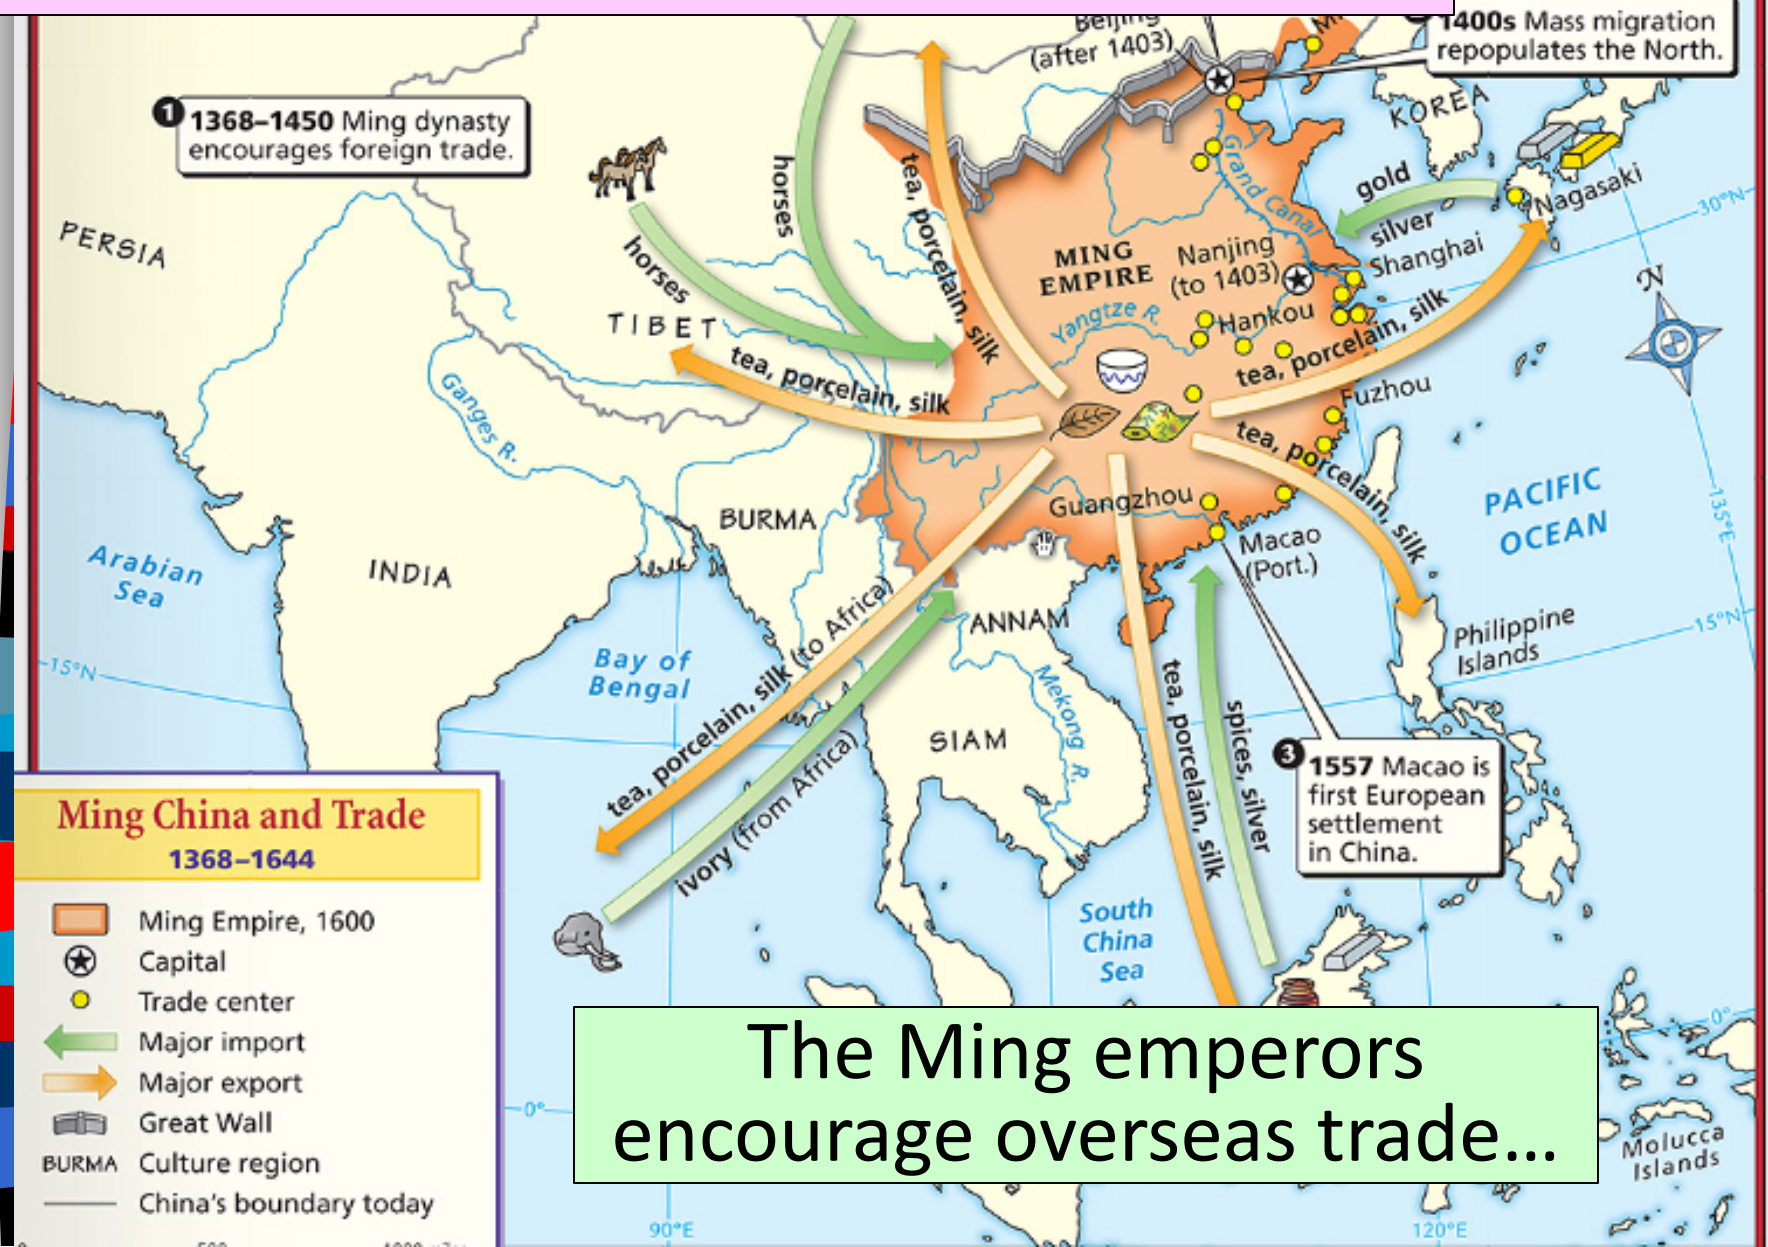 Beijing
(after 1403)
1400s Mass migration
repopulates the North.
1
1368–1450 Ming dynasty
encourages foreign trade.
KOREA
horses
tea, porcelain, silk
Grand Canal
gold
silver
Nagasaki
30°N
PERSIA
horses
MING
EMPIRE
Nanjing
(to 1403)
Shanghai
N
TIBET
Yangtze R.
Hankou
tea, porcelain, silk
tea, porcelain, silk
Ganges R.
Fuzhou
tea, porcelain, silk
PACIFIC
OCEAN
135°E
BURMA
Guangzhou
Macao
(Port.)
Arabian
Sea
INDIA
ANNAM
Philippine
Islands
15°N
15°N
Bay of
Bengal
tea, porcelain, silk (to Africa)
ivory (from Africa)
Mekong R.
SIAM
tea, porcelain, silk
spices, silver
3
1557 Macao is
first European
settlement
in China.
South
China
Sea
Ming China and Trade
1368–1644
Ming Empire, 1600
Capital
Trade center
Major import
Major export
Great Wall
BURMA Culture region
China's boundary today
The Ming emperors
encourage overseas trade...
0°
0°
Molucca
Islands
90°E
120°E